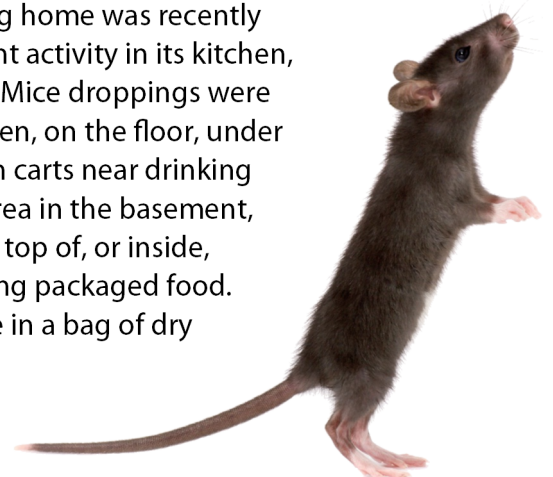 g home was recently
nt activity in its kitchen,
Mice droppings were
en, on the floor, under
n carts near drinking
rea in the basement,
top of, or inside,
ng packaged food.
e in a bag of dry